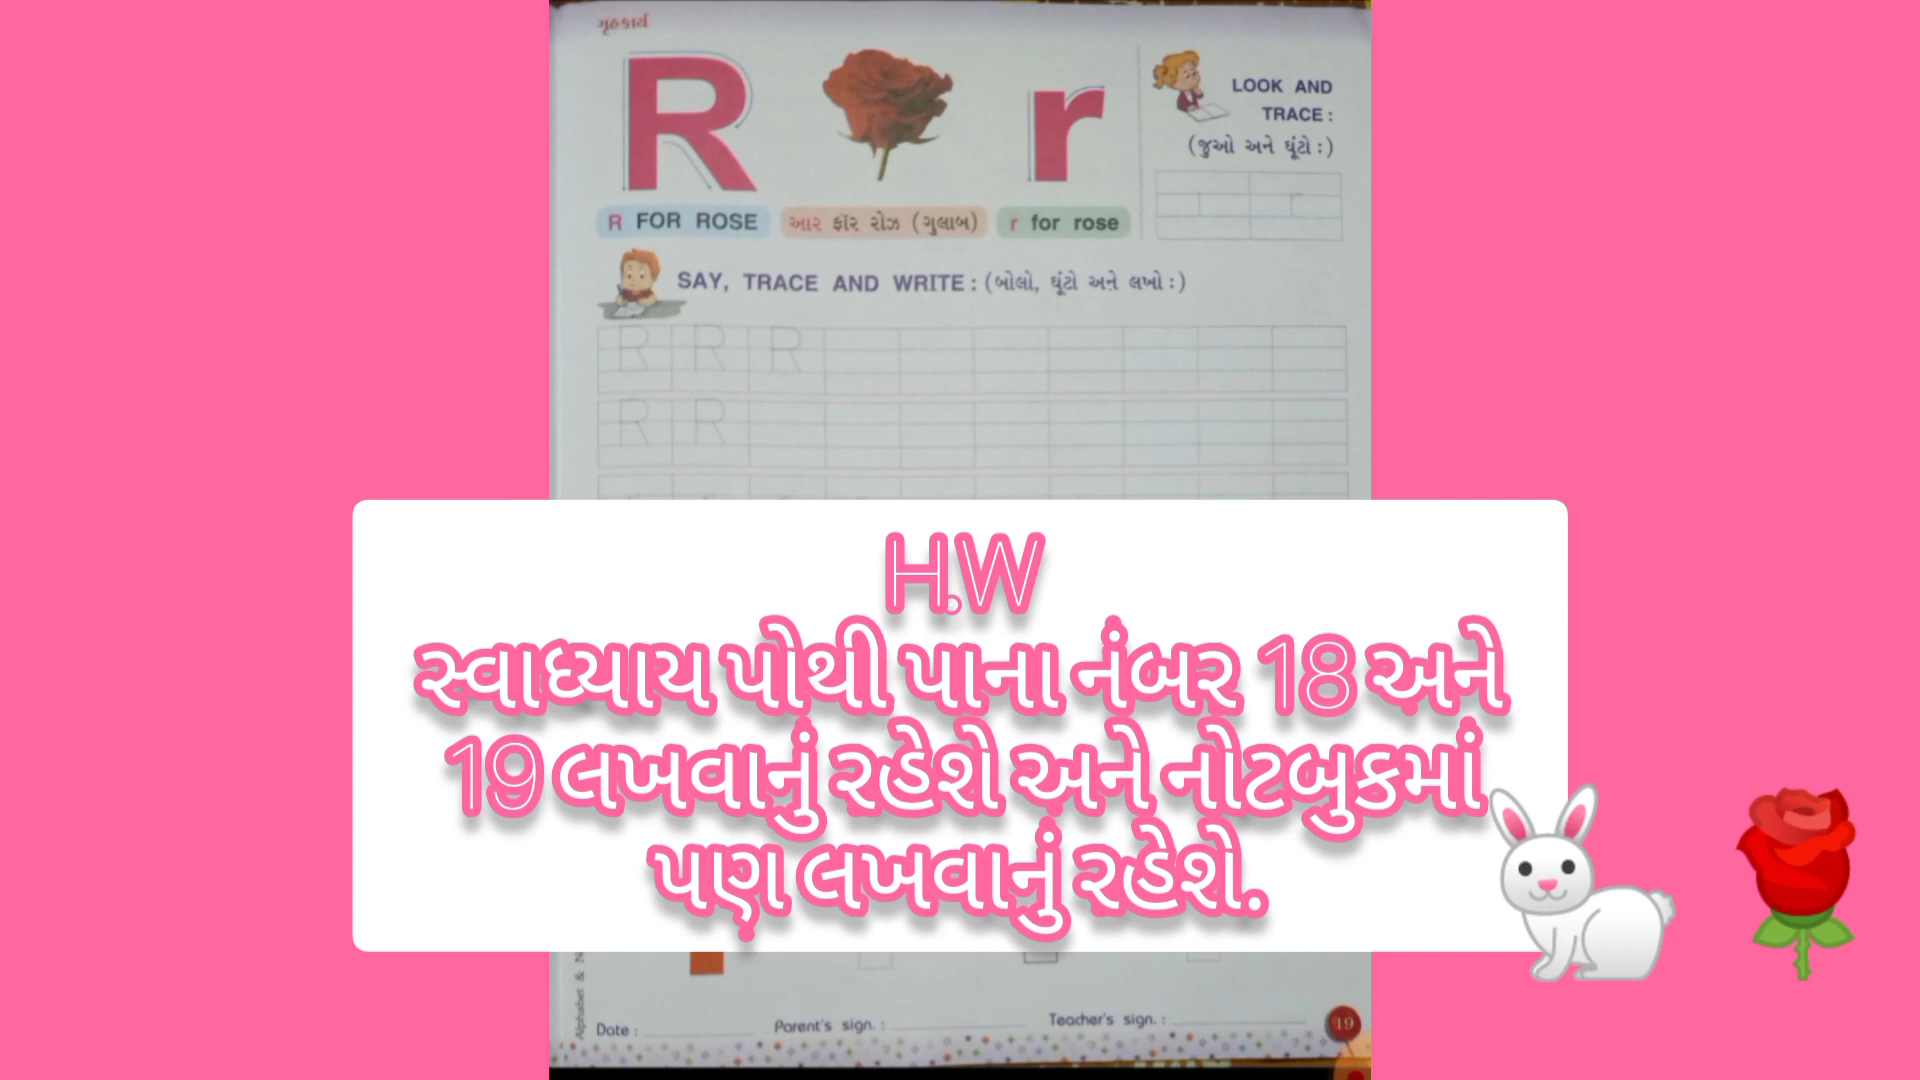 ગૃહકાર્ય
R r
LOOK AND
TRACE :
(જુઓ અને ઘૂંટો :)
R FOR ROSE આર ફૉર રોઝ (ગુલાબ) r for rose
SAY, TRACE AND WRITE : (બોલો, ઘૂંટો અને લખો :)
R R R
R R
H.W
સ્વાધ્યાય પોથી પાના નંબર 18 અને
19 લખવાનું રહેશે અને નોટબુકમાં
પણ લખવાનું રહેશે.
Alphabet &
Date : Parent's sign. : Teacher's sign. :
19